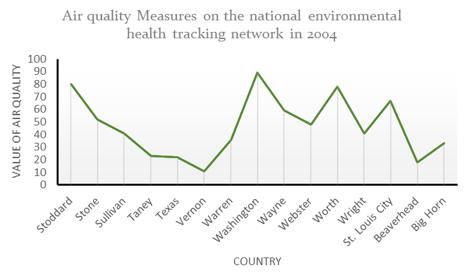 Air quality Measures on the national environmental
health tracking network in 2004
VALUE OF AIR QUALITY
100
90
80
70
60
50
40
30
20
10
0
Stoddard
Stone
Sullivan
Taney
Texas
Vernon
Warren
Washington
Wayne
Webster
Worth
Wright
St. Louis City
Beaverhead
Big Horn
COUNTRY